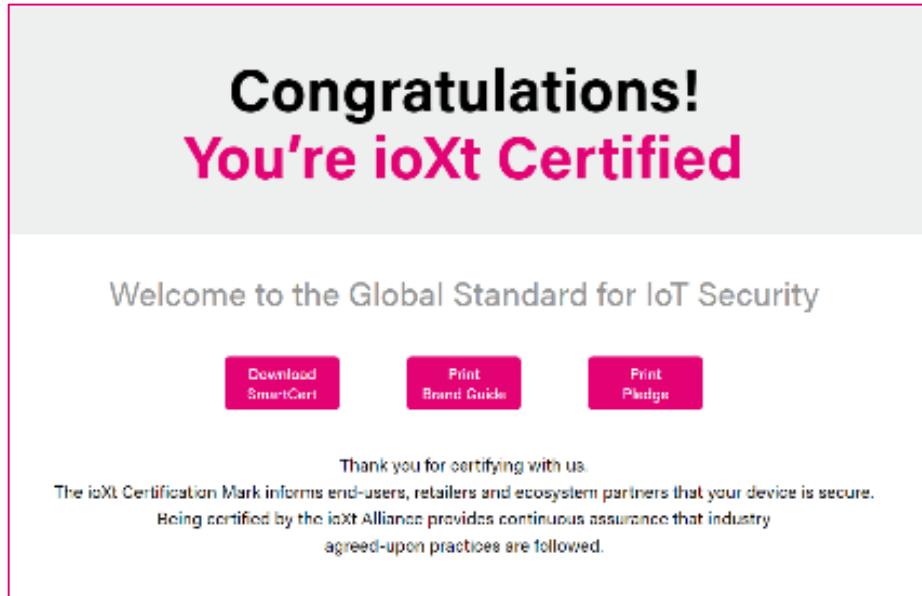 Congratulations!
You're ioXt Certified
Welcome to the Global Standard for IoT Security
Download
SmartCert
Print
Brand Guide
Print
Pledge
Thank you for certifying with us.
The ioXt Certification Mark informs end-users, retailers and ecosystem partners that your device is secure.
Being certified by the ioXt Alliance provides continuous assurance that industry
agreed-upon practices are followed.